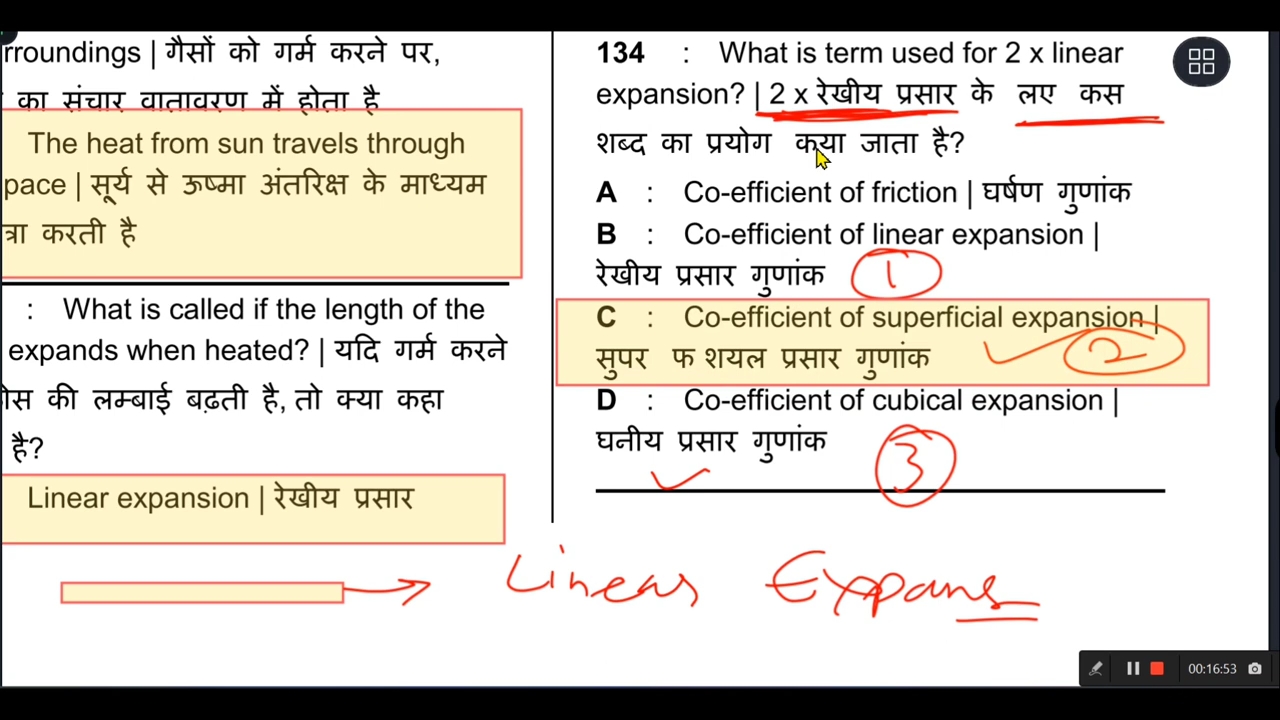 rroundings | गैसों को गर्म करने पर,
का संचार वातावरण में होता है
The heat from sun travels through
pace | सूर्य से ऊष्मा अंतरिक्ष के माध्यम
त्रा करती है
: What is called if the length of the
expands when heated? | यदि गर्म करने
ोस की लम्बाई बढ़ती है, तो क्या कहा
है?
Linear expansion | रेखीय प्रसार
134 : What is term used for 2 x linear
expansion? | 2 x रेखीय प्रसार के लए कस
शब्द का प्रयोग कया जाता है?
A : Co-efficient of friction | घर्षण गुणांक
B : Co-efficient of linear expansion |
रेखीय प्रसार गुणांक 1
C : Co-efficient of superficial expansion |
सुपर फ शयल प्रसार गुणांक 2
D : Co-efficient of cubical expansion |
घनीय प्रसार गुणांक 3
Linear Expans
00:16:53